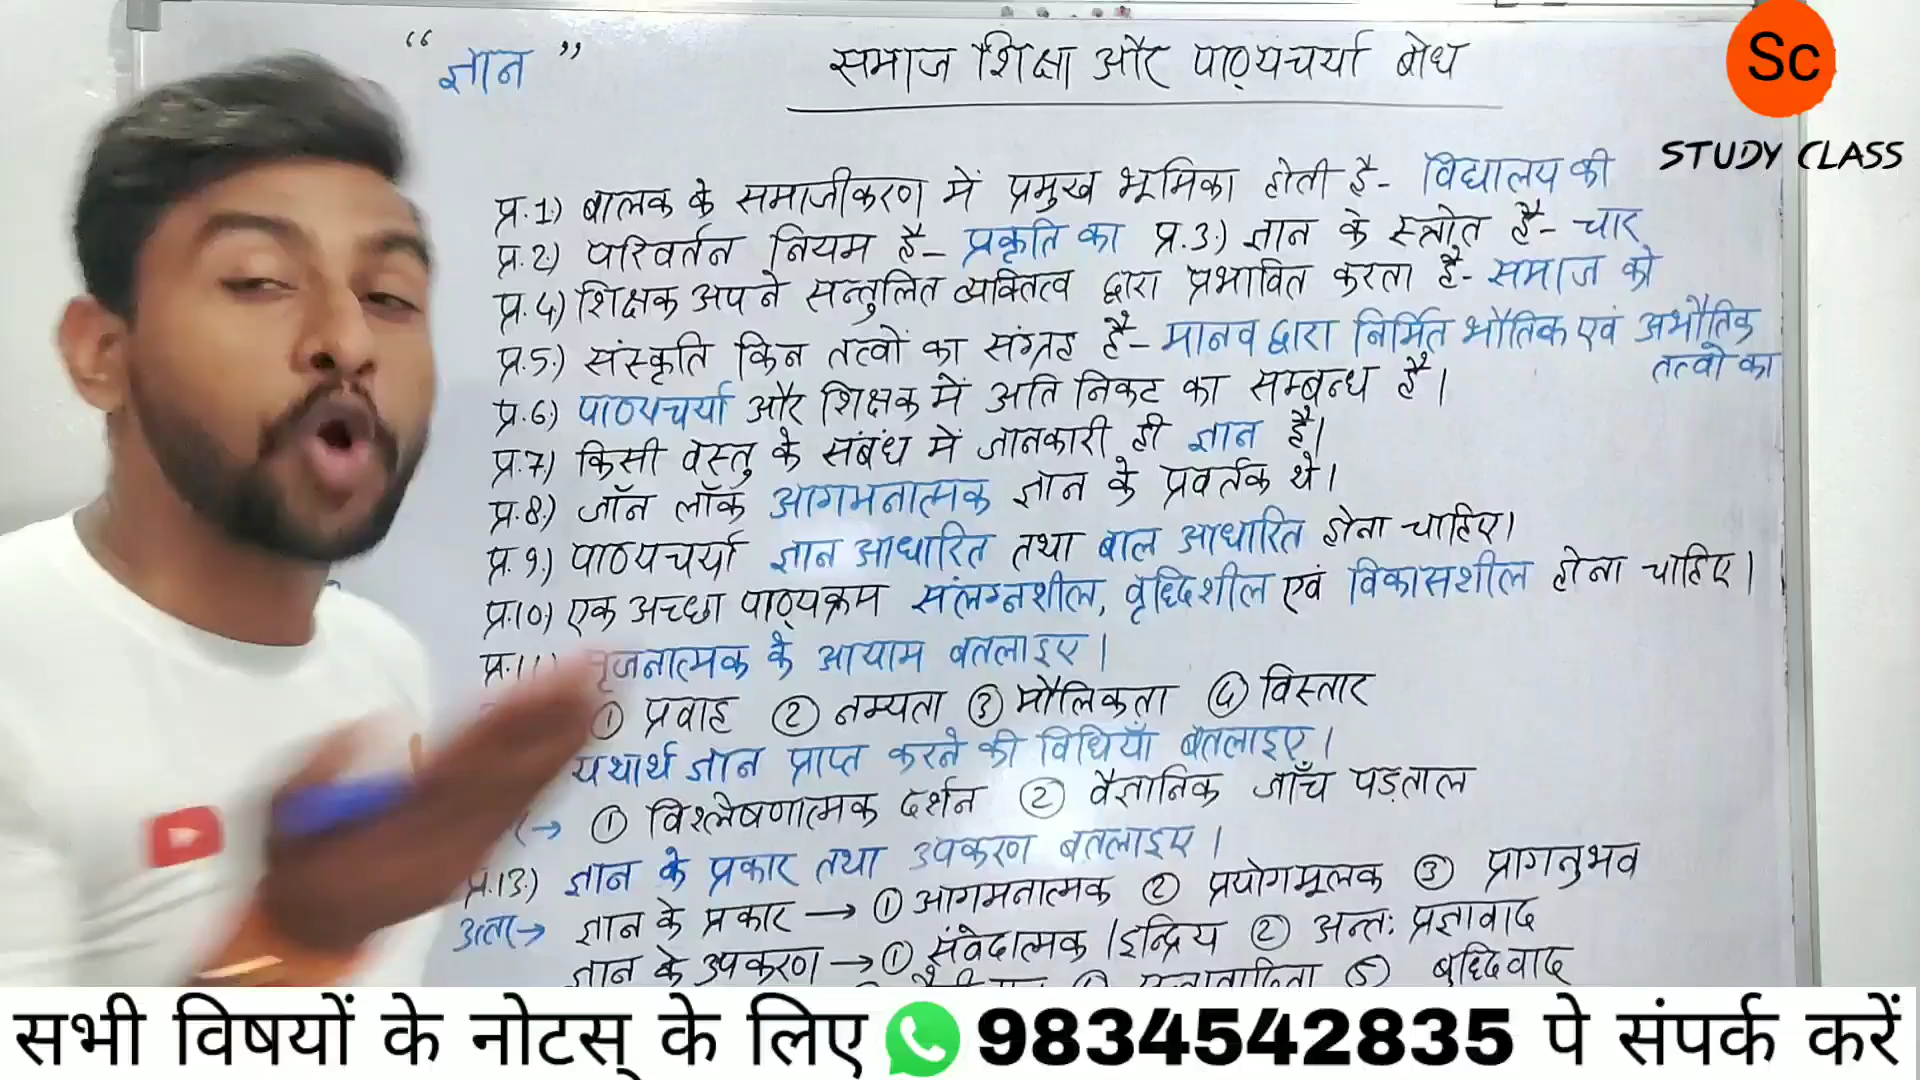 “ ज्ञान ”
समाज शिक्षा और पाठ्यचर्या बोध
Sc
STUDY CLASS
प्र.1) बालक के समाजीकरण में प्रमुख भूमिका होती है- विद्यालय की
प्र.2) परिवर्तन नियम है- प्रकृति का प्र.3) ज्ञान के स्त्रोत है- चार
प्र.4) शिक्षक अपने सन्तुलित व्यक्तित्व द्वारा प्रभावित करता है- समाज को
प्र.5) संस्कृति किन तत्वों का संग्रह है- मानव द्वारा निर्मित भौतिक एवं अभौतिक
तत्वो का
प्र.6) पाठ्यचर्या और शिक्षक में अति निकट का सम्बन्ध है।
प्र.7) किसी वस्तु के संबंध में जानकारी ही ज्ञान है।
प्र.8) जॉन लॉक आगमनात्मक ज्ञान के प्रवर्तक थे।
प्र.9) पाठ्यचर्या ज्ञान आधारित तथा बाल आधारित होना चाहिए।
प्र.10) एक अच्छा पाठ्यक्रम संलग्नशील, वृध्दिशील एवं विकासशील होना चाहिए।
प्र.11) सृजनात्मक के आयाम बतलाइए।
① प्रवाह ② नम्यता ③ मौलिकता ④ विस्तार
यथार्थ ज्ञान प्राप्त करने की विधियाँ बतलाइए।
→ ① विश्लेषणात्मक दर्शन ② वैज्ञानिक जाँच पड़ताल
प्र.13) ज्ञान के प्रकार तथा उपकरण बतलाइए।
उत्तर→ ज्ञान के प्रकार → ① आगमनात्मक ② प्रयोगमूलक ③ प्रागनुभव
ज्ञान के उपकरण → ① संवेदात्मक/इन्द्रिय ② अन्तः प्रज्ञावाद
⑤ बुध्दिवाद
सभी विषयों के नोटस् के लिए 9834542835 पे संपर्क करें